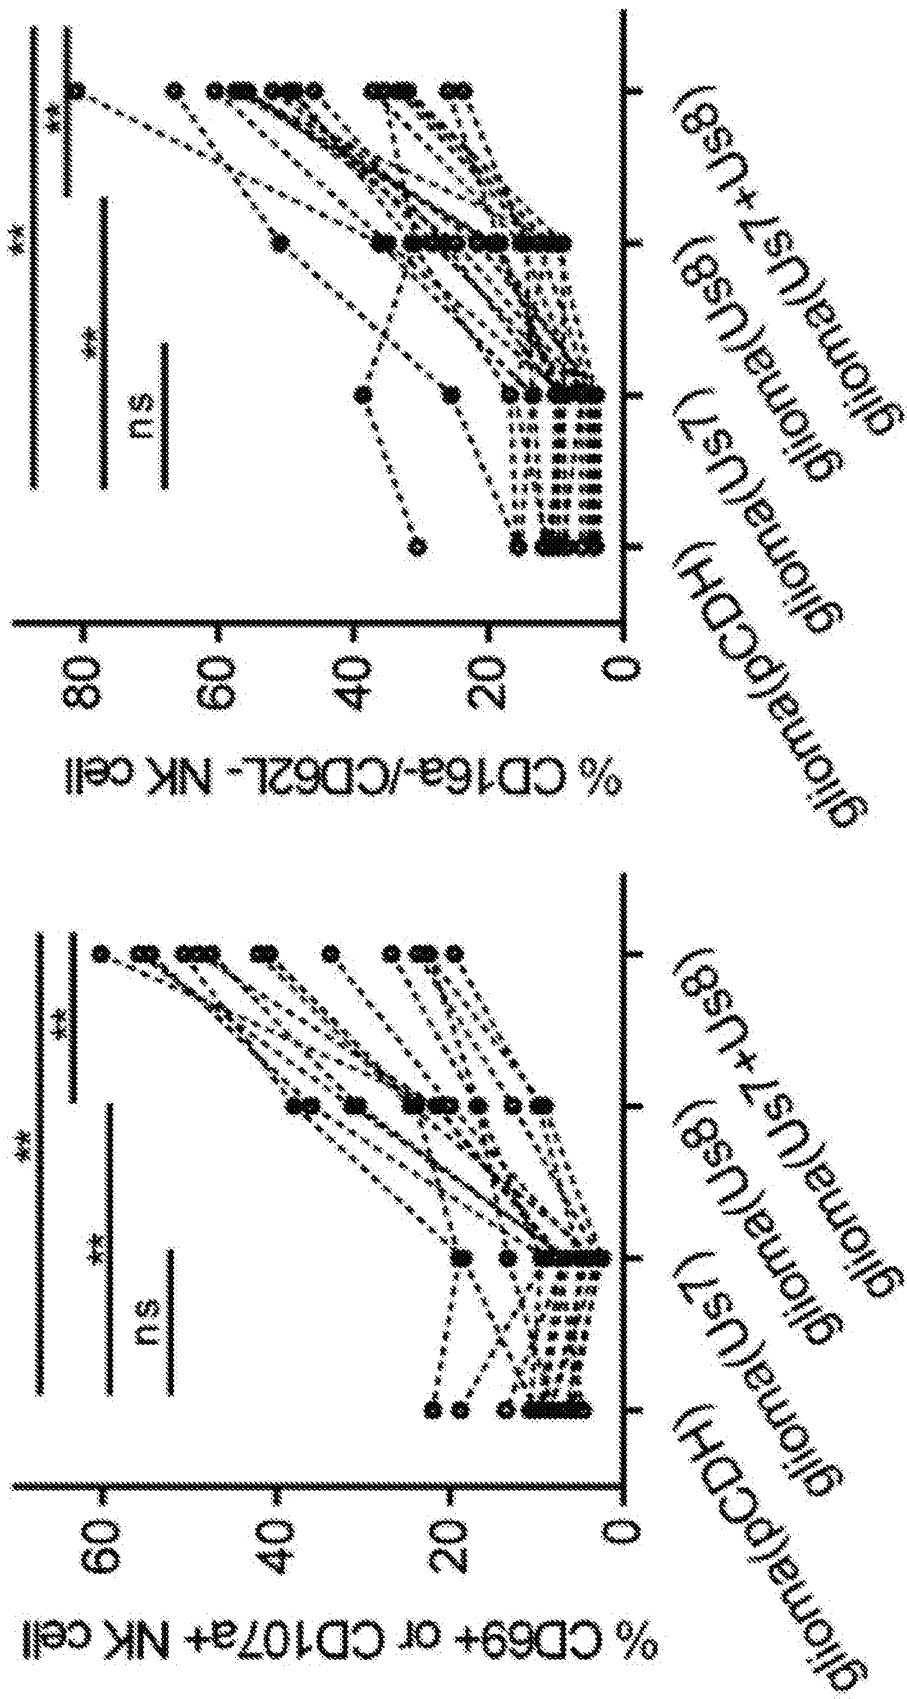 % CD69+ or CD107a+ NK cell
60
40
20
0
**
**
**
ns
glioma(pCDH)
glioma(Us7)
glioma(Us8)
glioma(Us7+Us8)
% CD16a-/CD62L- NK cell
80
60
40
20
0
**
**
**
ns
glioma(pCDH)
glioma(Us7)
glioma(Us8)
glioma(Us7+Us8)